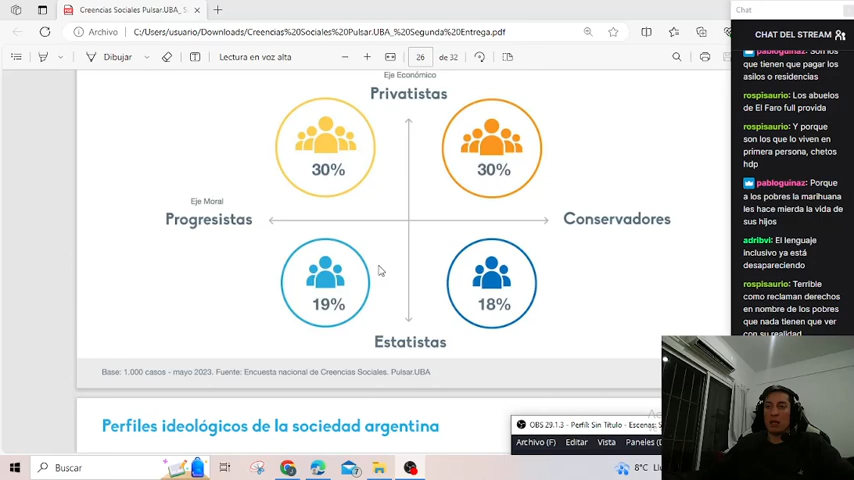 Creencias Sociales Pulsar.UBA_
Archivo
C:/Users/usuario/Downloads/Creencias%20Sociales%20Pulsar.UBA_%20Segunda%20Entrega.pdf
Dibujar
Lectura en voz alta
26
de 32
Eje Económico
Privatistas
30%
30%
Eje Moral
Progresistas
Conservadores
19%
18%
Estatistas
Base: 1.000 casos - mayo 2023. Fuente: Encuesta nacional de Creencias Sociales. Pulsar.UBA
Perfiles ideológicos de la sociedad argentina
OBS 29.1.3 - Perfil: Sin Título - Escenas: S
Archivo (F)
Editar
Vista
Paneles (D
Buscar
7
8°C
Chat
CHAT DEL STREAM
pabloguinaz: Son los
que tienen que pagar los
asilos o residencias
rospisaurio: Los abuelos
de El Faro full provida
rospisaurio: Y porque
son los que lo viven en
primera persona, chetos
hdp
pabloguinaz: Porque
a los pobres la marihuana
les hace mierda la vida de
sus hijos
adribvi: El lenguaje
inclusivo ya está
desapareciendo
rospisaurio: Terrible
como reclaman derechos
en nombre de los pobres
que nada tienen que ver
con su realidad